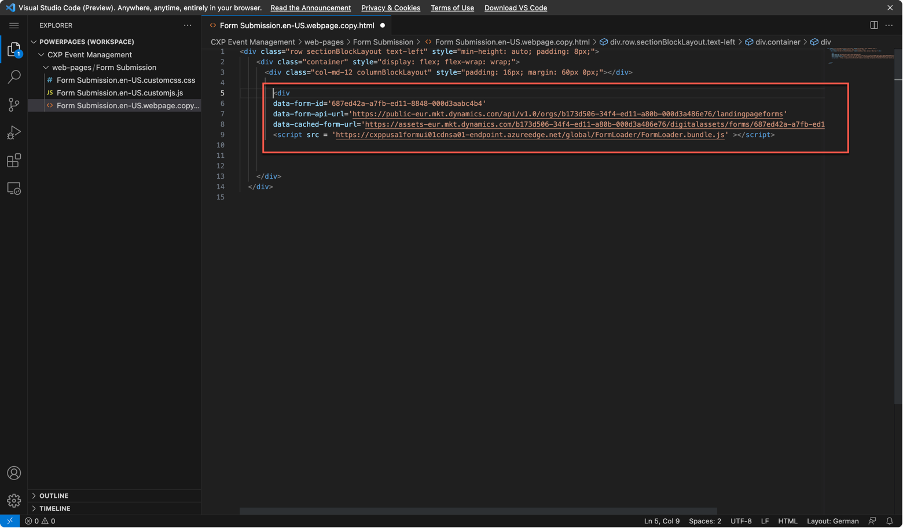 Visual Studio Code (Preview). Anywhere, anytime, entirely in your browser. Read the Announcement Privacy & Cookies Terms of Use Download VS Code
EXPLORER
POWERPAGES (WORKSPACE)
CXP Event Management
web-pages / Form Submission
# Form Submission.en-US.customcss.css
JS Form Submission.en-US.customjs.js
<> Form Submission.en-US.webpage.copy...
OUTLINE
TIMELINE
<> Form Submission.en-US.webpage.copy.html
CXP Event Management > web-pages > Form Submission > <> Form Submission.en-US.webpage.copy.html > div.row.sectionBlockLayout.text-left > div.container > div
1 <div class="row sectionBlockLayout text-left" style="min-height: auto; padding: 8px;">
2 <div class="container" style="display: flex; flex-wrap: wrap;">
3 <div class="col-md-12 columnBlockLayout" style="padding: 16px; margin: 60px 0px;"></div>
4
5 <div
6 data-form-id='687ed42a-a7fb-ed11-8848-000d3aabc4b4'
7 data-form-api-url='https://public-eur.mkt.dynamics.com/api/v1.0/orgs/b173d506-34f4-ed11-a80b-000d3a486e76/landingpageforms'
8 data-cached-form-url='https://assets-eur.mkt.dynamics.com/b173d506-34f4-ed11-a80b-000d3a486e76/digitalassets/forms/687ed42a-a7fb-ed1
9 <script src = 'https://cxppusa1formui01cdnsa01-endpoint.azureedge.net/global/FormLoader/FormLoader.bundle.js' ></script>
10
11
12
13 </div>
14 </div>
15
1
0 0 Ln 5, Col 9 Spaces: 2 UTF-8 LF HTML Layout: German